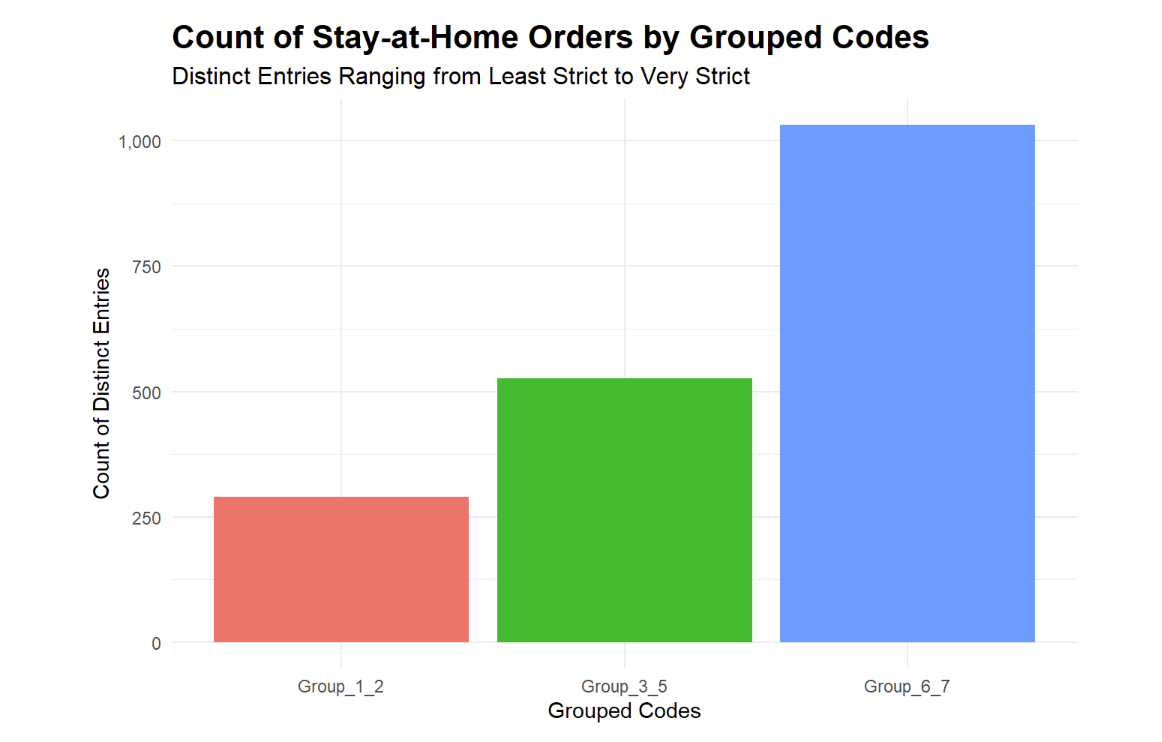 Count of Stay-at-Home Orders by Grouped Codes
Distinct Entries Ranging from Least Strict to Very Strict
Count of Distinct Entries
1,000
750
500
250
0
Group_1_2
Group_3_5
Group_6_7
Grouped Codes